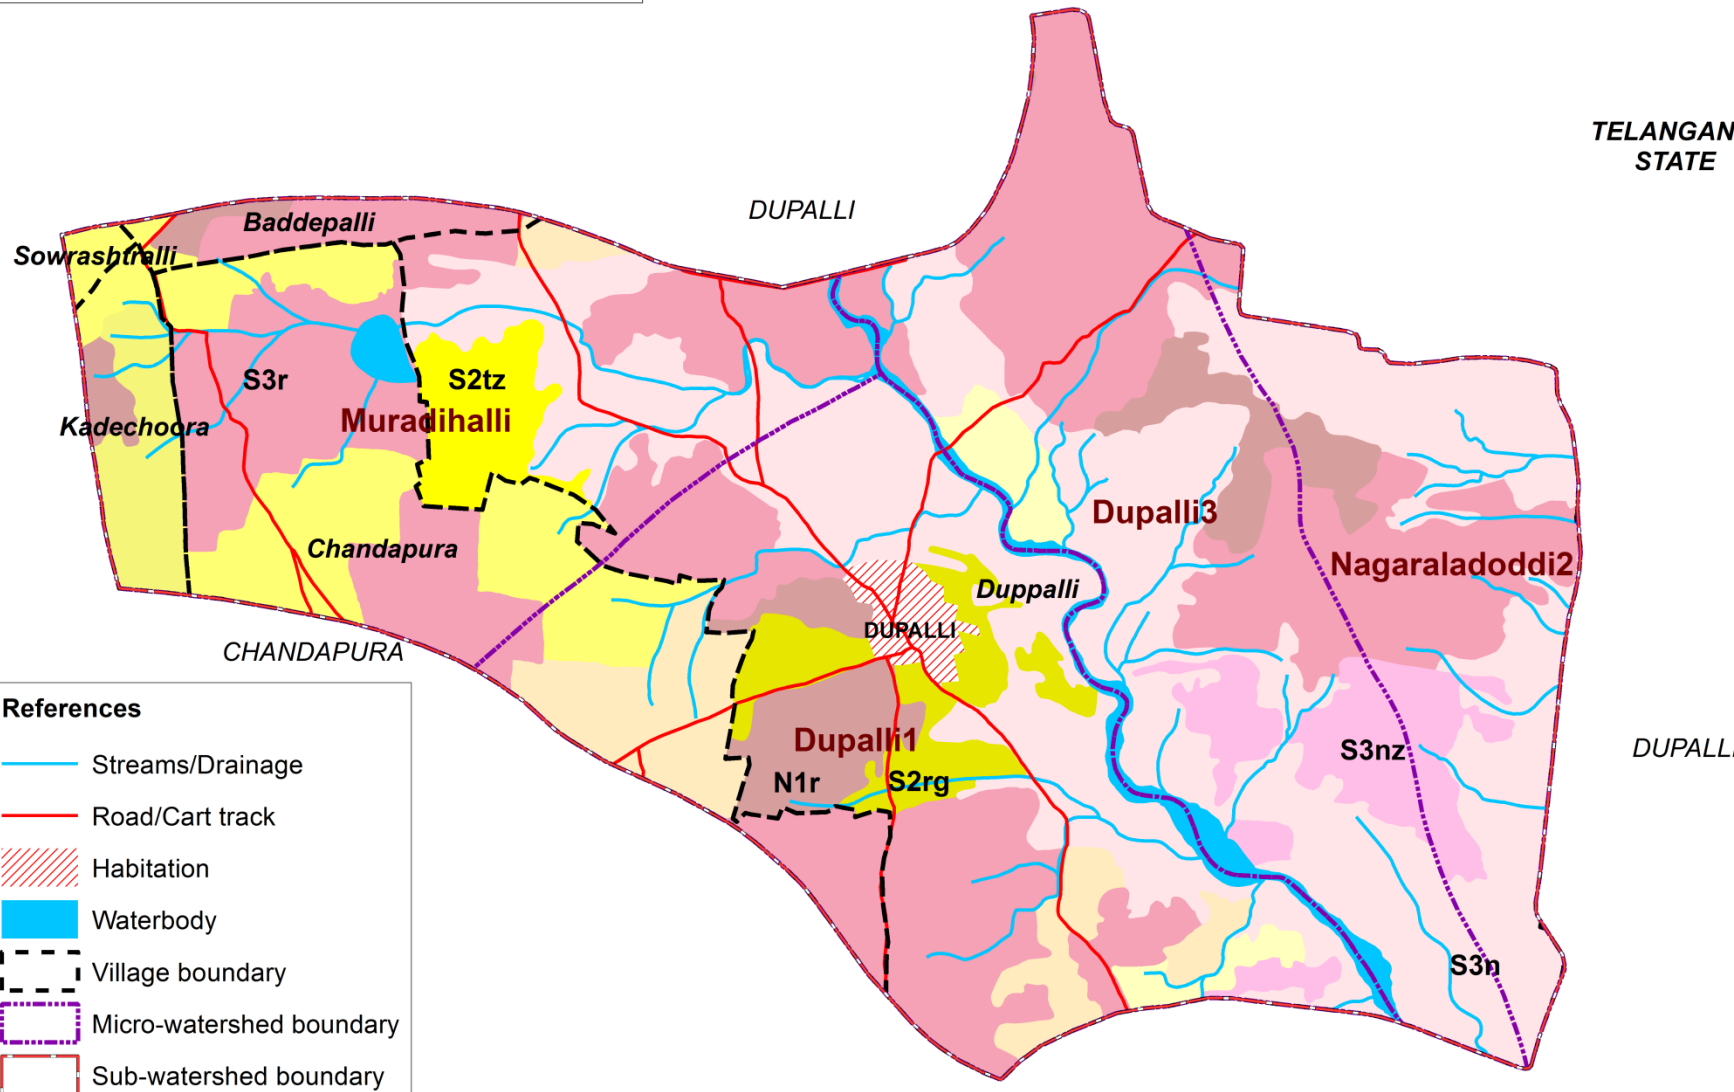 TELANGAN
STATE
DUPALLI
Baddepalli
Sowrashtralli
S3r
S2tz
Muradihalli
Kadechoora
Dupalli3
Chandapura
Nagaraladoddi2
Duppalli
DUPALLI
CHANDAPURA
Dupalli1
S3nz
DUPALLI
N1r
S2rg
S3n
References
Streams/Drainage
Road/Cart track
Habitation
Waterbody
Village boundary
Micro-watershed boundary
Sub-watershed boundary